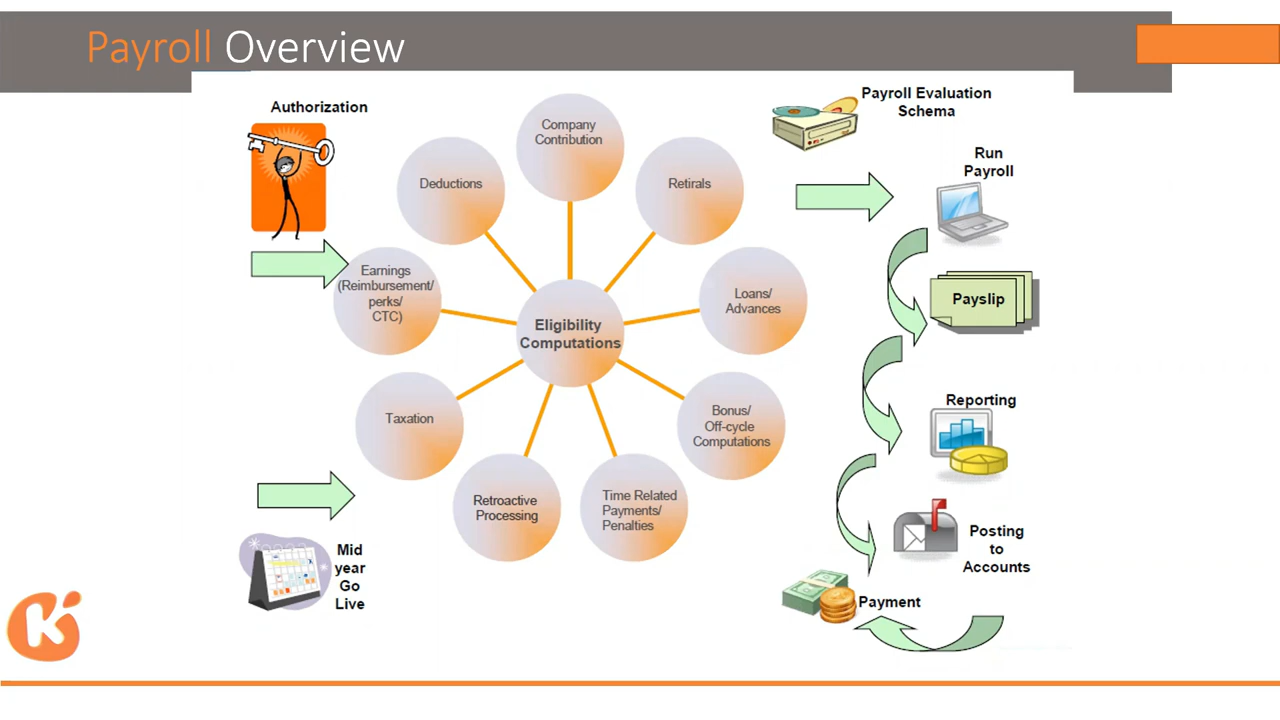 Payroll Overview
Authorization
Company
Contribution
Deductions
Retirals
Earnings
(Reimbursement/
perks/
CTC)
Loans/
Advances
Eligibility
Computations
Taxation
Bonus/
Off-cycle
Computations
Retroactive
Processing
Time Related
Payments/
Penalties
Mid
year
Go
Live
Payroll Evaluation
Schema
Run
Payroll
Payslip
Reporting
Posting
to
Accounts
Payment
K